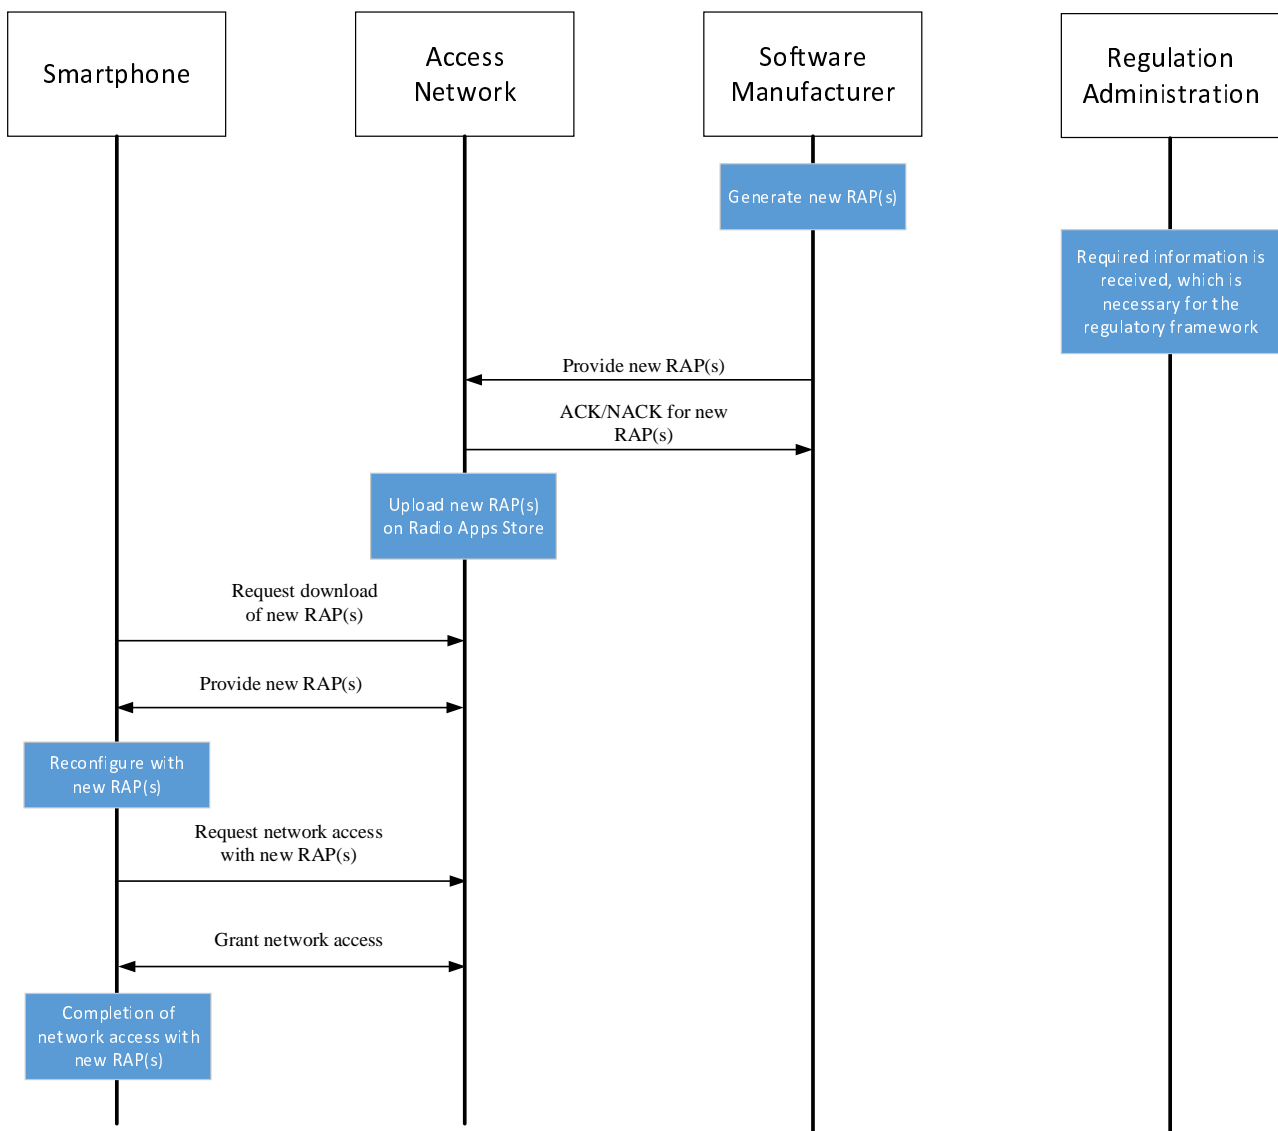 Smartphone
Access
Network
Software
Manufacturer
Regulation
Administration
Generate new RAP(s)
Required information is
received, which is
necessary for the
regulatory framework
Provide new RAP(s)
ACK/NACK for new
RAP(s)
Upload new RAP(s)
on Radio Apps Store
Request download
of new RAP(s)
Provide new RAP(s)
Reconfigure with
new RAP(s)
Request network access
with new RAP(s)
Grant network access
Completion of
network access with
new RAP(s)